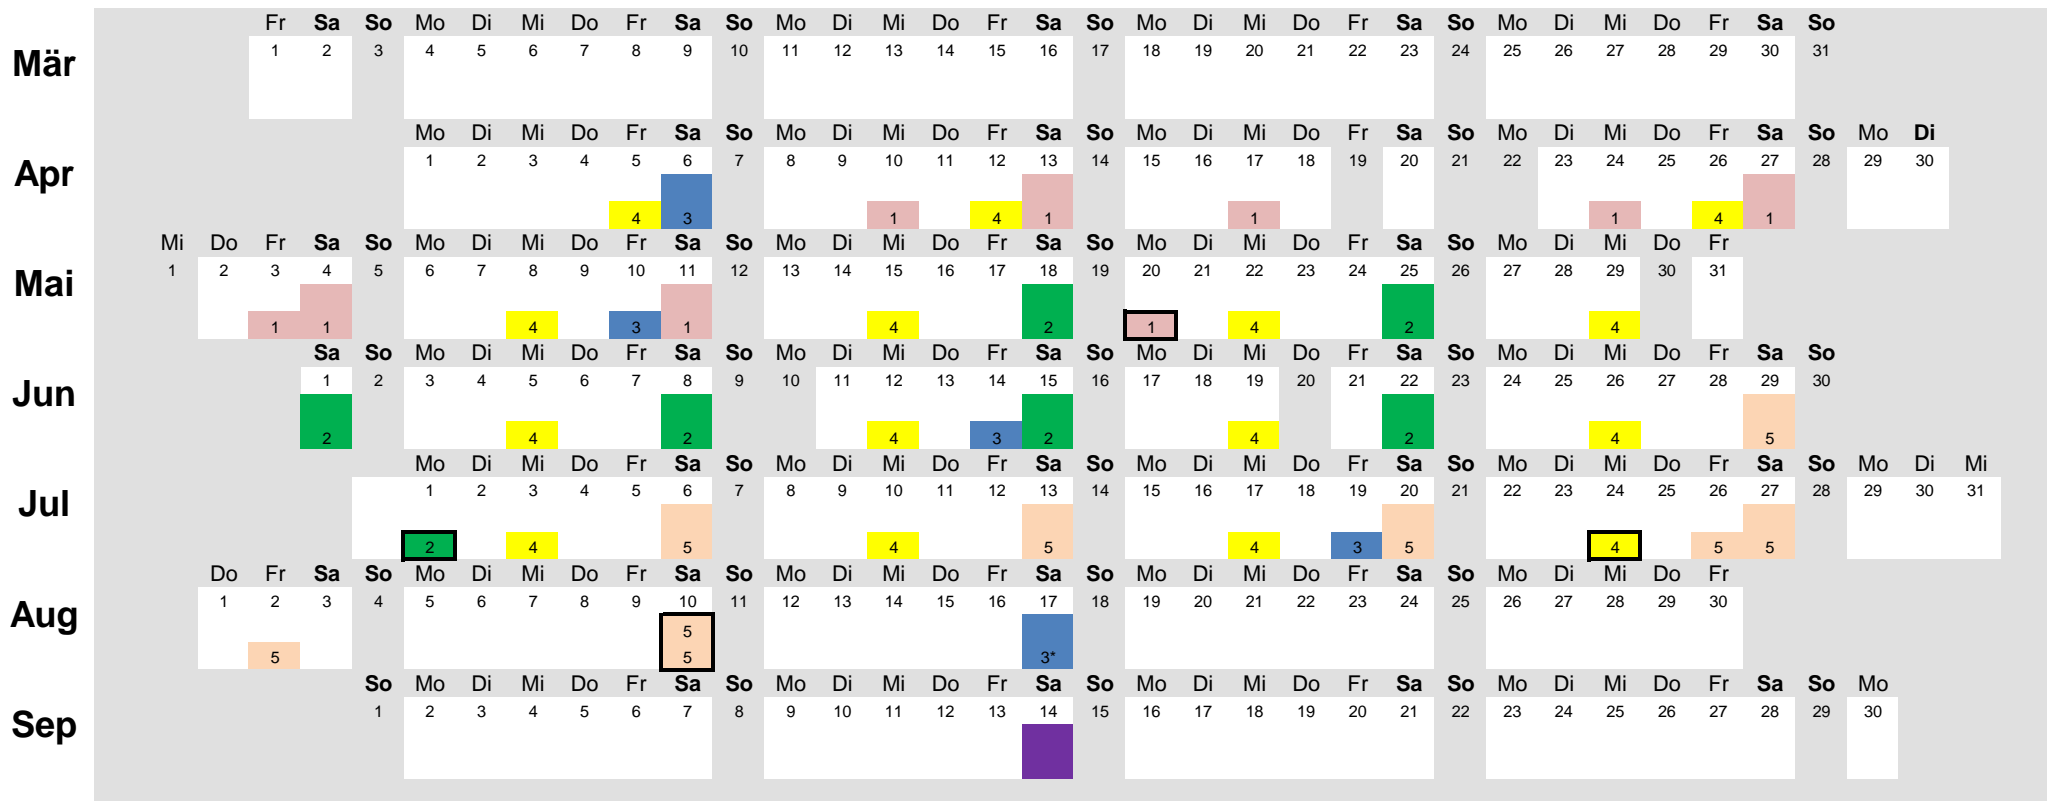 Fr Sa So Mo Di Mi Do Fr Sa So Mo Di Mi Do Fr Sa So Mo Di Mi Do Fr Sa So Mo Di Mi Do Fr Sa So
Mär
1 2 3 4 5 6 7 8 9 10 11 12 13 14 15 16 17 18 19 20 21 22 23 24 25 26 27 28 29 30 31
Mo Di Mi Do Fr Sa So Mo Di Mi Do Fr Sa So Mo Di Mi Do Fr Sa So Mo Di Mi Do Fr Sa So Mo Di
Apr
1 2 3 4 5 6 7 8 9 10 11 12 13 14 15 16 17 18 19 20 21 22 23 24 25 26 27 28 29 30
4 3 1 4 1 1 1 4 1
Mi Do Fr Sa So Mo Di Mi Do Fr Sa So Mo Di Mi Do Fr Sa So Mo Di Mi Do Fr Sa So Mo Di Mi Do Fr
Mai
1 2 3 4 5 6 7 8 9 10 11 12 13 14 15 16 17 18 19 20 21 22 23 24 25 26 27 28 29 30 31
1 1 4 3 1 4 2 1 4 2 4
Sa So Mo Di Mi Do Fr Sa So Mo Di Mi Do Fr Sa So Mo Di Mi Do Fr Sa So Mo Di Mi Do Fr Sa So
Jun
1 2 3 4 5 6 7 8 9 10 11 12 13 14 15 16 17 18 19 20 21 22 23 24 25 26 27 28 29 30
2 4 2 4 3 2 4 2 4 5
Mo Di Mi Do Fr Sa So Mo Di Mi Do Fr Sa So Mo Di Mi Do Fr Sa So Mo Di Mi Do Fr Sa So Mo Di Mi
Jul
1 2 3 4 5 6 7 8 9 10 11 12 13 14 15 16 17 18 19 20 21 22 23 24 25 26 27 28 29 30 31
2 4 5 4 5 4 3 5 4 5 5
Do Fr Sa So Mo Di Mi Do Fr Sa So Mo Di Mi Do Fr Sa So Mo Di Mi Do Fr Sa So Mo Di Mi Do Fr
Aug
1 2 3 4 5 6 7 8 9 10 11 12 13 14 15 16 17 18 19 20 21 22 23 24 25 26 27 28 29 30
5
5 5 3*
So Mo Di Mi Do Fr Sa So Mo Di Mi Do Fr Sa So Mo Di Mi Do Fr Sa So Mo Di Mi Do Fr Sa So Mo
Sep
1 2 3 4 5 6 7 8 9 10 11 12 13 14 15 16 17 18 19 20 21 22 23 24 25 26 27 28 29 30